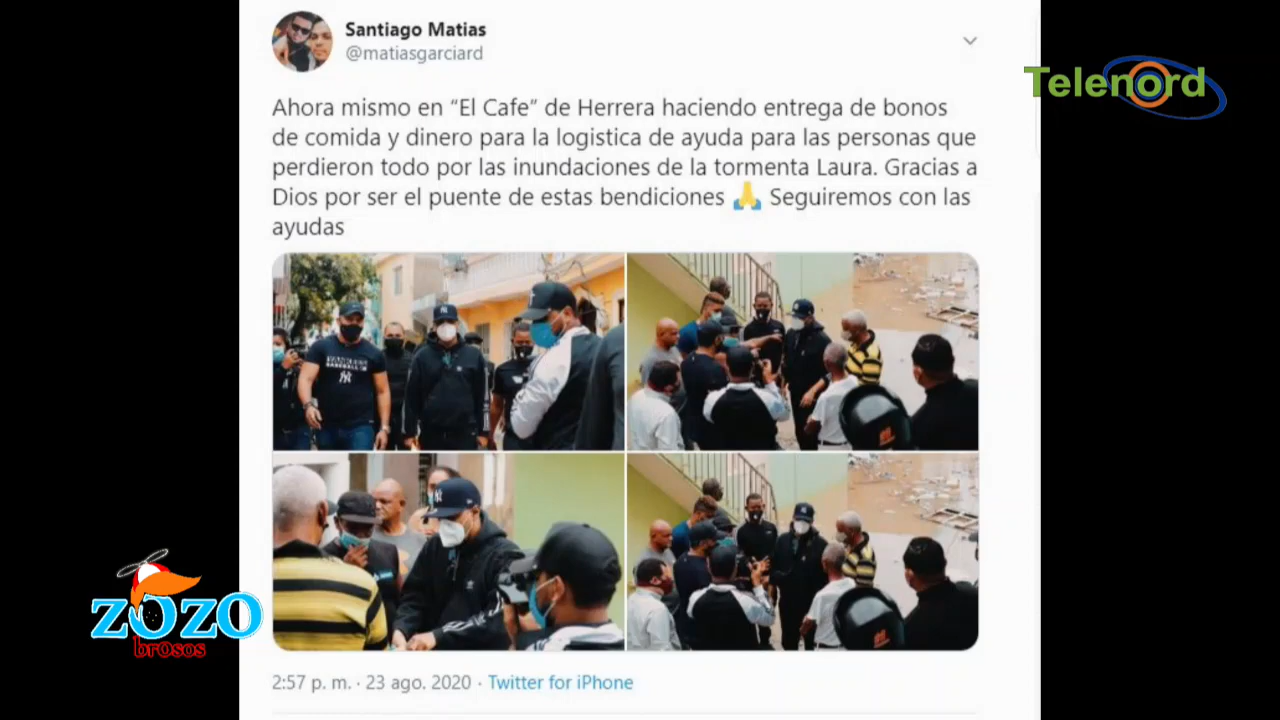 Santiago Matias
@matiasgarciard
Telenord
Ahora mismo en “El Cafe” de Herrera haciendo entrega de bonos
de comida y dinero para la logistica de ayuda para las personas que
perdieron todo por las inundaciones de la tormenta Laura. Gracias a
Dios por ser el puente de estas bendiciones 🙏 Seguiremos con las
ayudas
NY
zozo
brosos
2:57 p. m. · 23 ago. 2020 · Twitter for iPhone